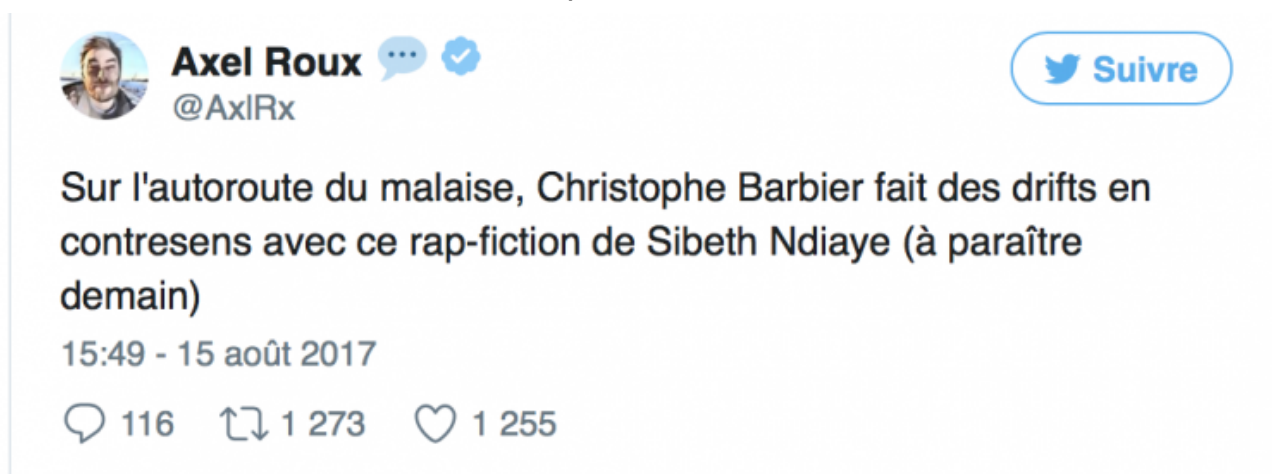 Axel Roux
@AxlRx
Suivre
Sur l'autoroute du malaise, Christophe Barbier fait des drifts en
contresens avec ce rap-fiction de Sibeth Ndiaye (à paraître
demain)
15:49 - 15 août 2017
116 1 273 1 255